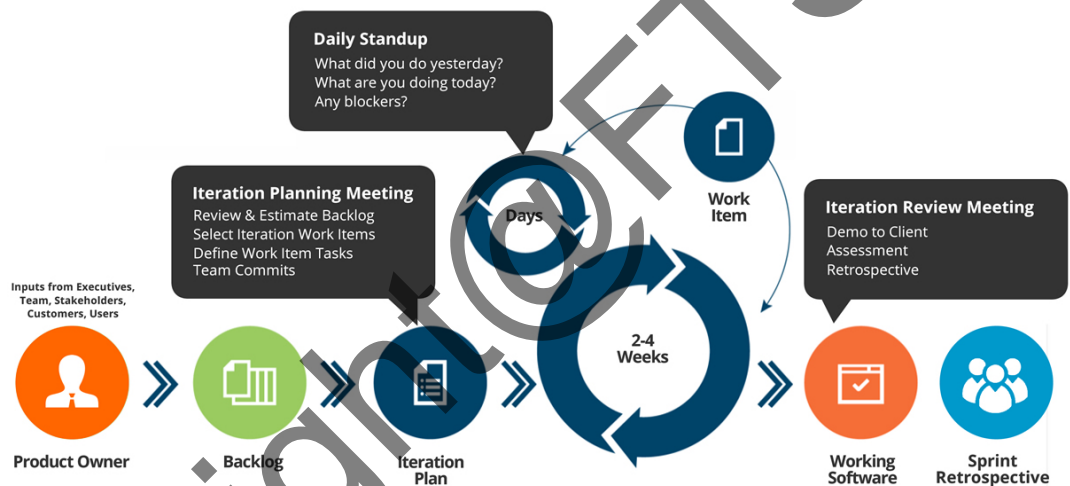 Daily Standup
What did you do yesterday?
What are you doing today?
Any blockers?
Iteration Planning Meeting
Review & Estimate Backlog
Select Iteration Work Items
Define Work Item Tasks
Team Commits
Days
Work
Item
Iteration Review Meeting
Demo to Client
Assessment
Retrospective
Inputs from Executives,
Team, Stakeholders,
Customers, Users
2-4
Weeks
Product Owner
Backlog
Iteration
Plan
Working
Software
Sprint
Retrospective